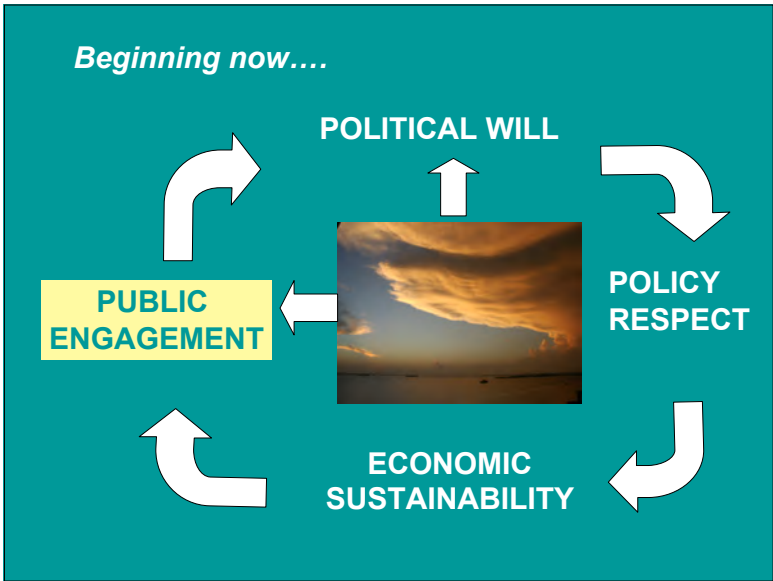 Beginning now….
POLITICAL WILL
POLICY
RESPECT
PUBLIC
ENGAGEMENT
ECONOMIC
SUSTAINABILITY